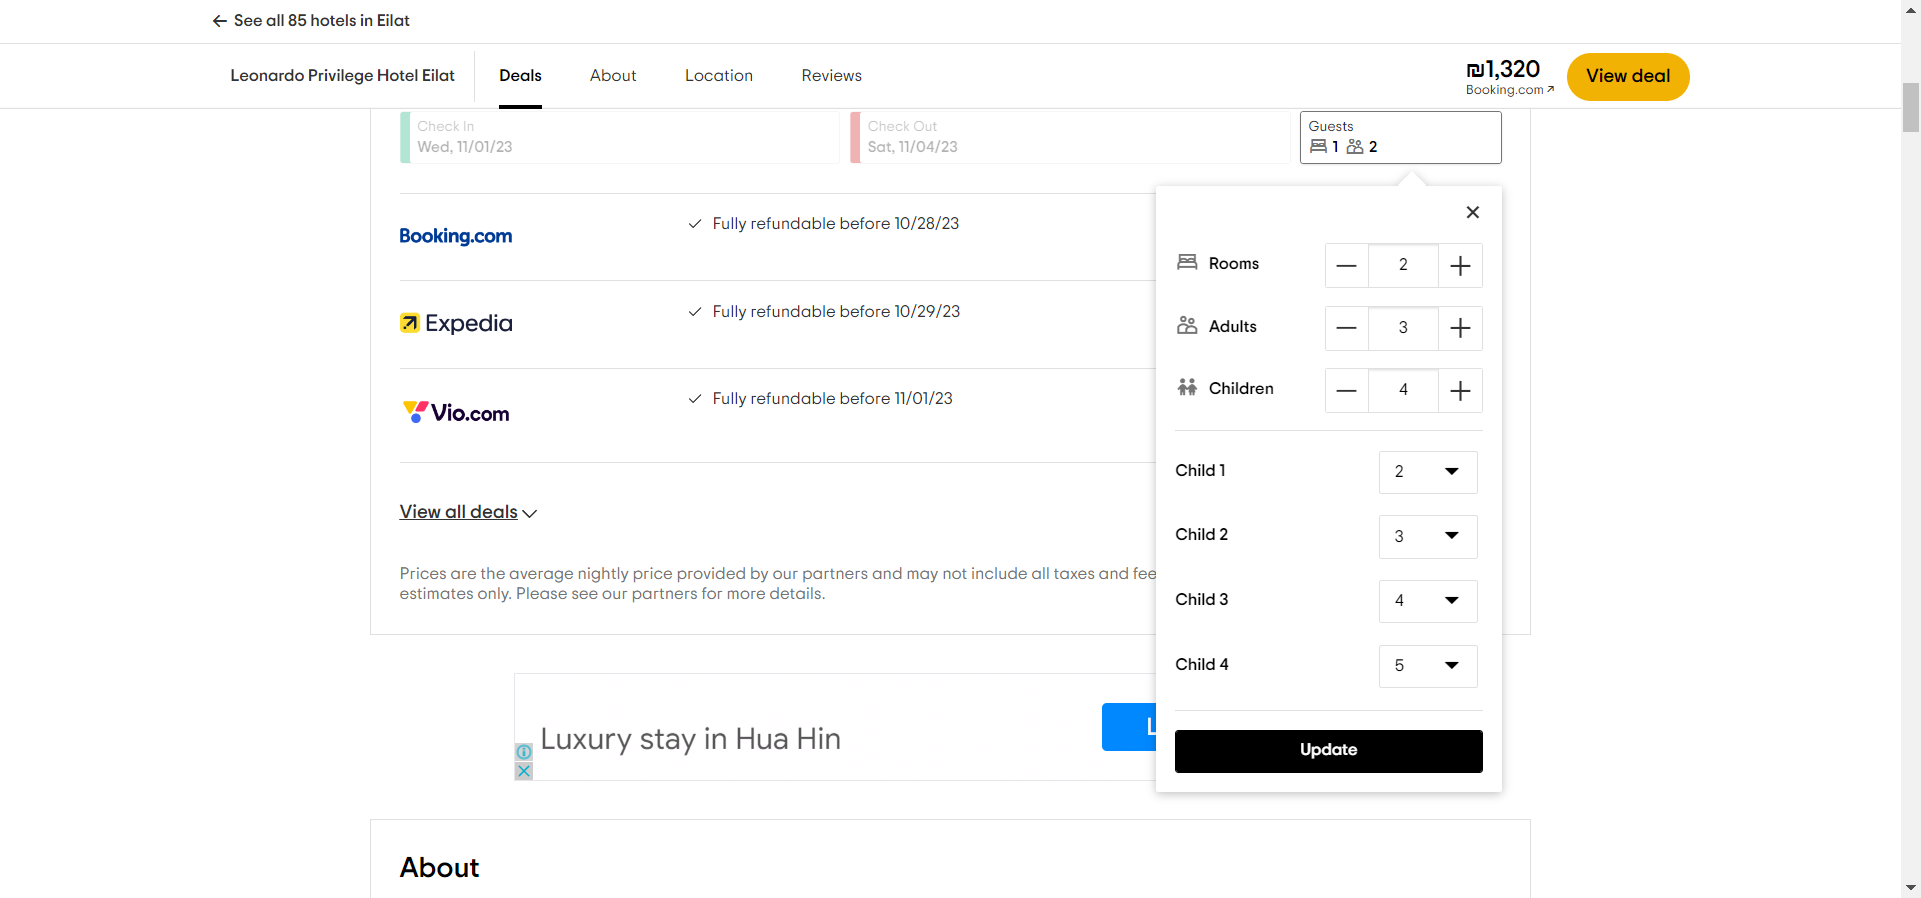 See all 85 hotels in Eilat
Leonardo Privilege Hotel Eilat
Deals
About
Location
Reviews
₪1,320
Booking.com
View deal
Check In
Wed, 11/01/23
Check Out
Sat, 11/04/23
Guests
1 2
Booking.com
Fully refundable before 10/28/23
Expedia
Fully refundable before 10/29/23
Vio.com
Fully refundable before 11/01/23
View all deals
Prices are the average nightly price provided by our partners and may not include all taxes and fee
estimates only. Please see our partners for more details.
Rooms 2
Adults 3
Children 4
Child 1 2
Child 2 3
Child 3 4
Child 4 5
Update
Luxury stay in Hua Hin
L
About